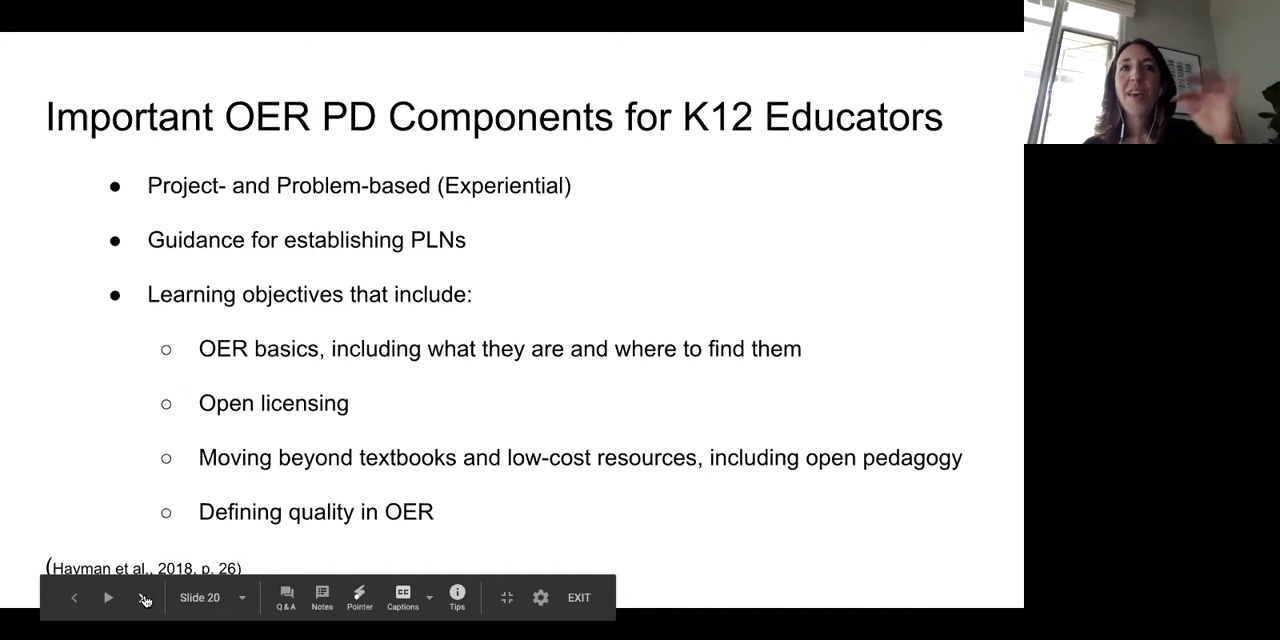 Important OER PD Components for K12 Educators
● Project- and Problem-based (Experiential)
● Guidance for establishing PLNs
● Learning objectives that include:
○ OER basics, including what they are and where to find them
○ Open licensing
○ Moving beyond textbooks and low-cost resources, including open pedagogy
○ Defining quality in OER
(Hayman et al., 2018, p. 26)
Slide 20
Q & A
Notes
Pointer
CC
Captions
Tips
EXIT